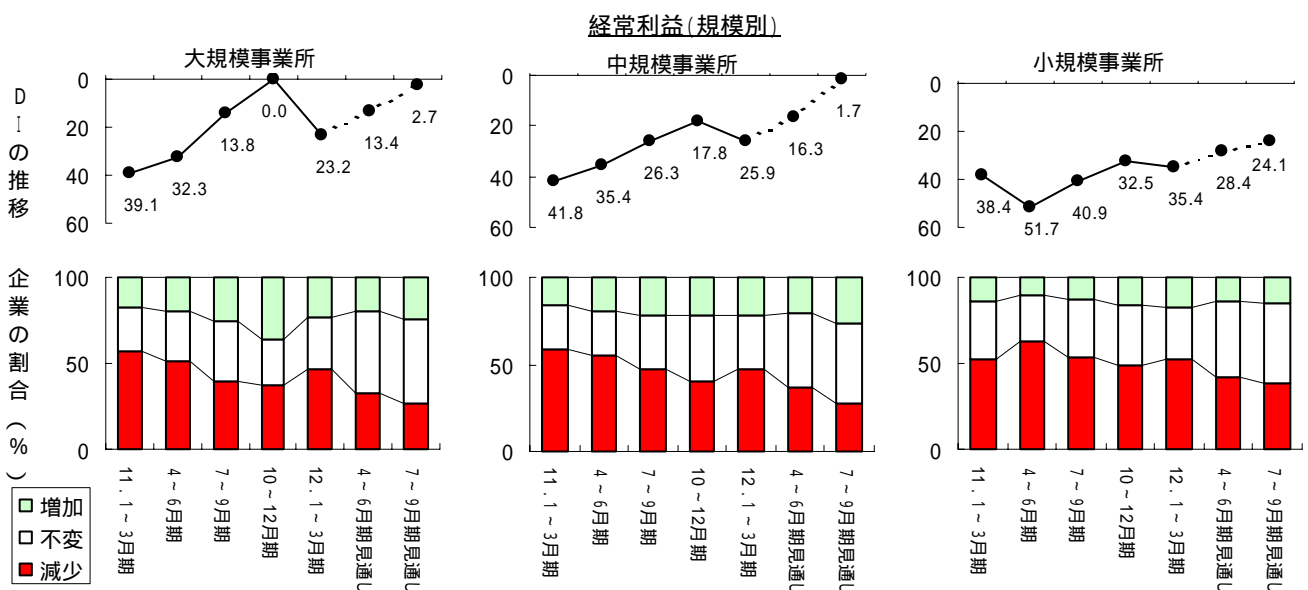 経常利益(規模別)
大規模事業所
中規模事業所
小規模事業所
DIの推移
0
20
40
60
39.1
32.3
13.8
0.0
23.2
13.4
2.7
0
20
40
60
41.8
35.4
26.3
17.8
25.9
16.3
1.7
0
20
40
60
38.4
51.7
40.9
32.5
35.4
28.4
24.1
企業の割合(%)
100
50
0
100
50
0
100
50
0
11.1~3月期
4~6月期
7~9月期
10~12月期
12.1~3月期
4~6月期見通し
7~9月期見通し
11.1~3月期
4~6月期
7~9月期
10~12月期
12.1~3月期
4~6月期見通し
7~9月期見通し
11.1~3月期
4~6月期
7~9月期
10~12月期
12.1~3月期
4~6月期見通し
7~9月期見通し
増加
不変
減少